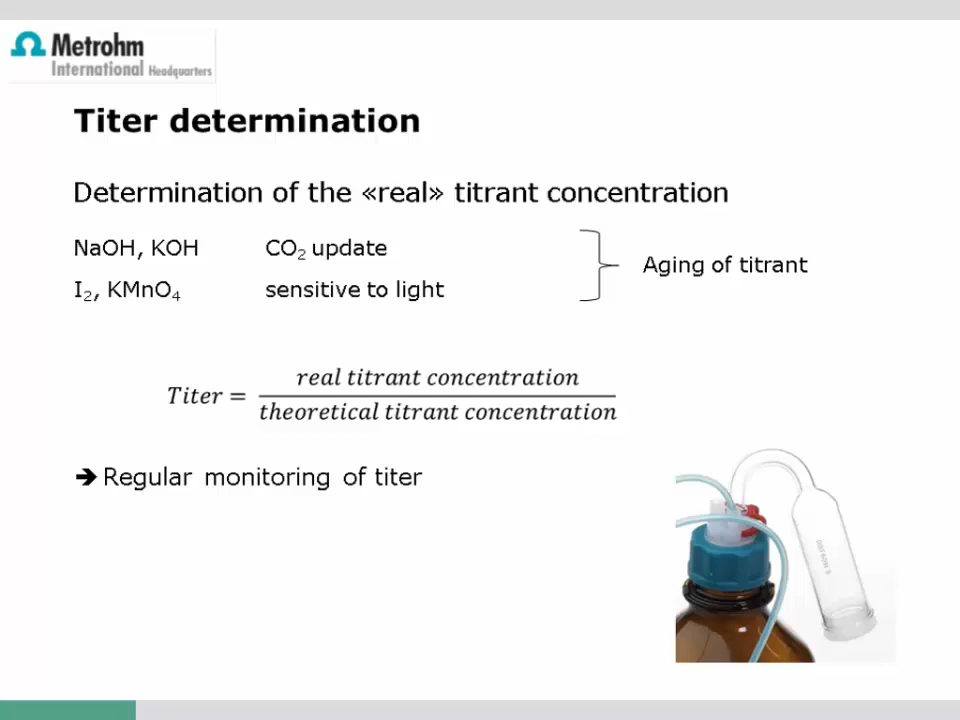 Metrohm
International Headquarters
Titer determination
Determination of the «real» titrant concentration
NaOH, KOH CO₂ update
Aging of titrant
I₂, KMnO₄ sensitive to light
Titer = real titrant concentration
theoretical titrant concentration
➔ Regular monitoring of titer